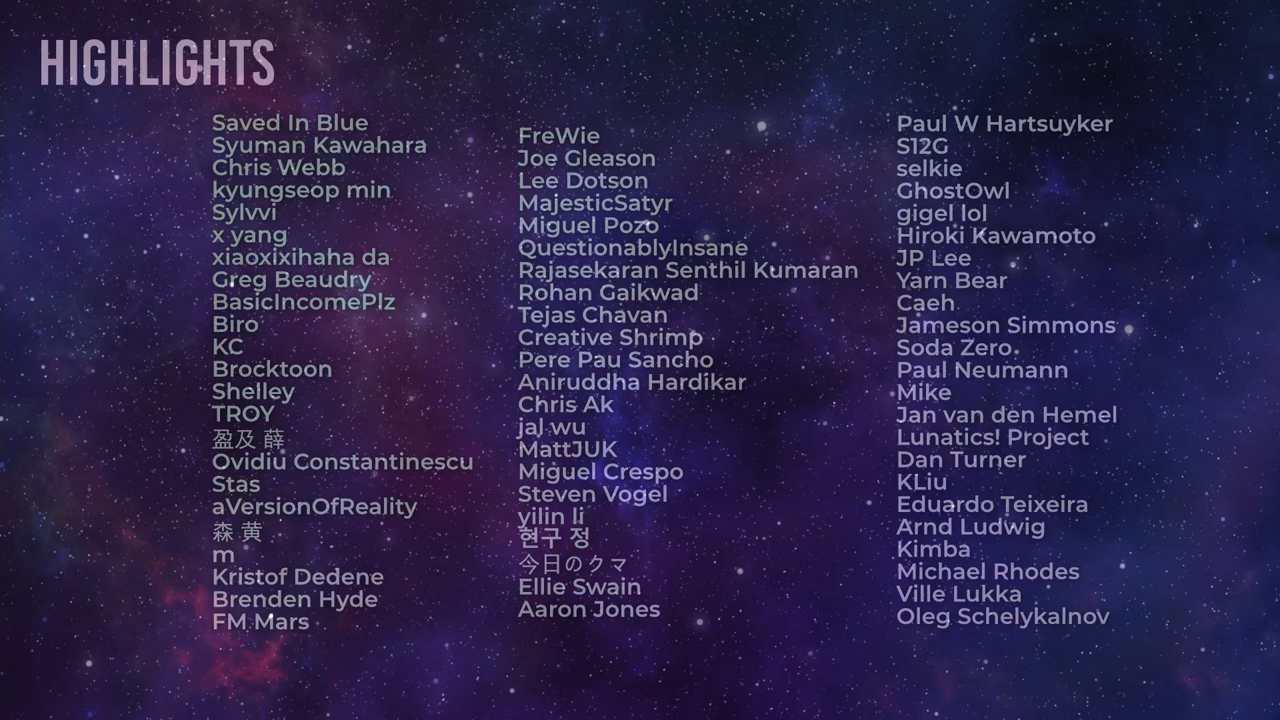 HIGHLIGHTS
Saved In Blue
Syuman Kawahara
Chris Webb
kyungseop min
Sylvvi
x yang
xiaoxixihaha da
Greg Beaudry
BasicIncomePlz
Biro
KC
Brocktoon
Shelley
TROY
盈及 薛
Ovidiu Constantinescu
Stas
aVersionOfReality
森 黄
m
Kristof Dedene
Brenden Hyde
FM Mars
FreWie
Joe Gleason
Lee Dotson
MajesticSatyr
Miguel Pozo
QuestionablyInsane
Rajasekaran Senthil Kumaran
Rohan Gaikwad
Tejas Chavan
Creative Shrimp
Pere Pau Sancho
Aniruddha Hardikar
Chris Ak
jal wu
MattJUK
Miguel Crespo
Steven Vogel
yilin li
현구 정
今日のクマ
Ellie Swain
Aaron Jones
Paul W Hartsuyker
S12G
selkie
GhostOwl
gigel lol
Hiroki Kawamoto
JP Lee
Yarn Bear
Caeh
Jameson Simmons
Soda Zero
Paul Neumann
Mike
Jan van den Hemel
Lunatics! Project
Dan Turner
KLiu
Eduardo Teixeira
Arnd Ludwig
Kimba
Michael Rhodes
Ville Lukka
Oleg Schelykalnov